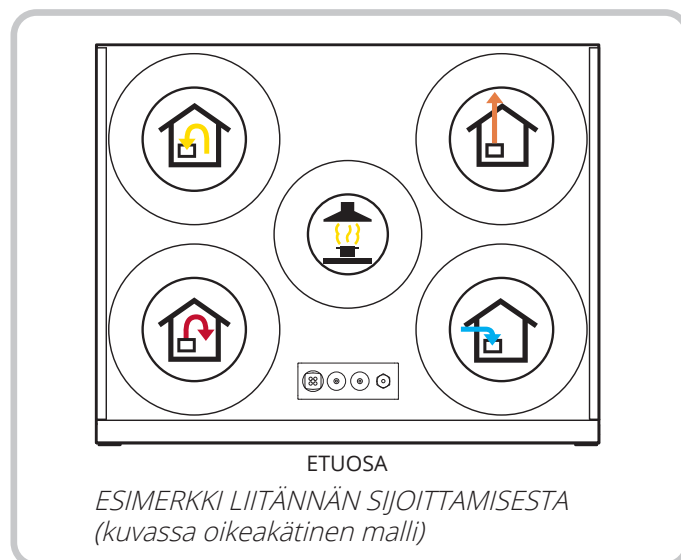 ETUOSA
ESIMERKKI LIITÄNNÄN SIJOITTAMISESTA
(kuvassa oikeakätinen malli)